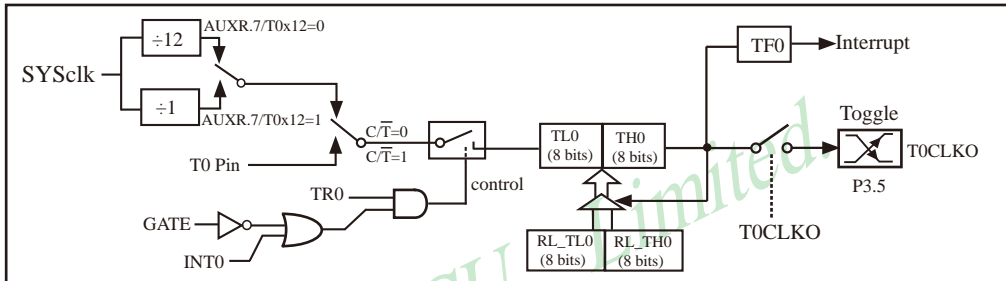 AUXR.7/T0x12=0
÷12
SYSclk
÷1
AUXR.7/T0x12=1
T0 Pin
C/T̅=0
C/T̅=1
control
TR0
GATE
INT0
TL0
(8 bits)
TH0
(8 bits)
RL_TL0
(8 bits)
RL_TH0
(8 bits)
TF0
Interrupt
Toggle
T0CLKO
P3.5
T0CLKO
Limited.